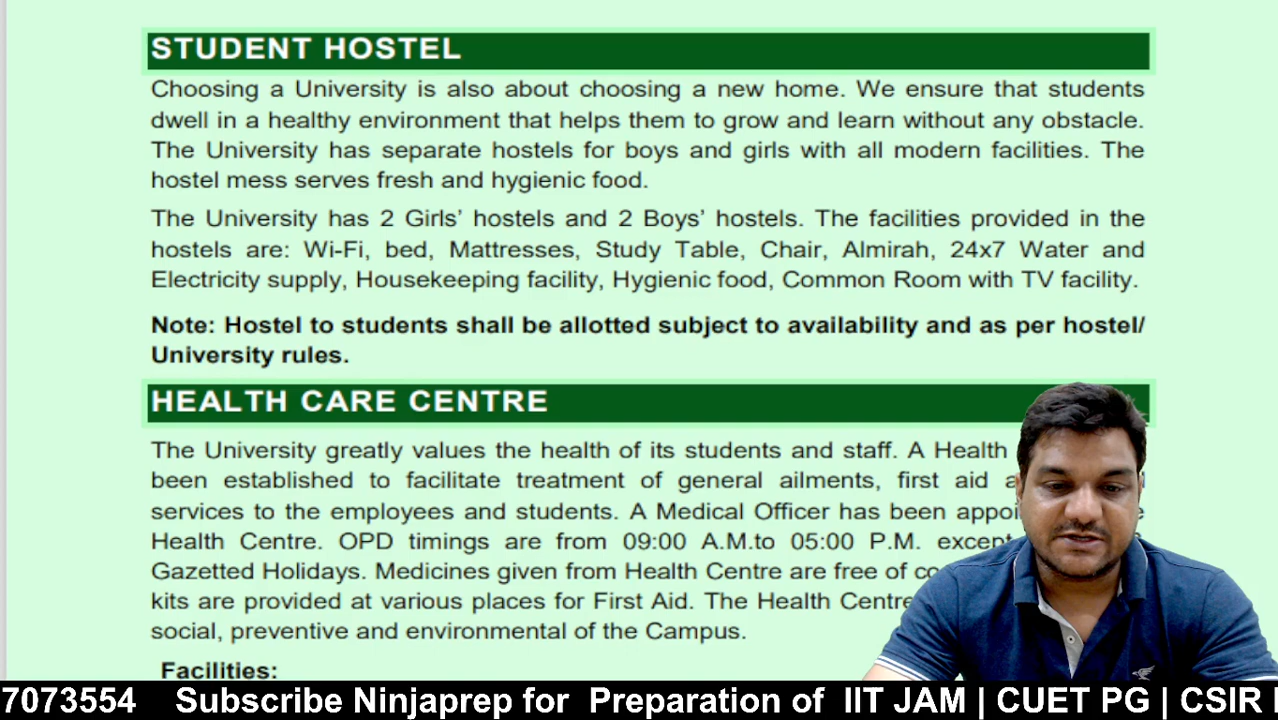 STUDENT HOSTEL
Choosing a University is also about choosing a new home. We ensure that students
dwell in a healthy environment that helps them to grow and learn without any obstacle.
The University has separate hostels for boys and girls with all modern facilities. The
hostel mess serves fresh and hygienic food.
The University has 2 Girls’ hostels and 2 Boys’ hostels. The facilities provided in the
hostels are: Wi-Fi, bed, Mattresses, Study Table, Chair, Almirah, 24x7 Water and
Electricity supply, Housekeeping facility, Hygienic food, Common Room with TV facility.
Note: Hostel to students shall be allotted subject to availability and as per hostel/
University rules.
HEALTH CARE CENTRE
The University greatly values the health of its students and staff. A Health
been established to facilitate treatment of general ailments, first aid
services to the employees and students. A Medical Officer has been
Health Centre. OPD timings are from 09:00 A.M.to 05:00 P.M.
Gazetted Holidays. Medicines given from Health Centre are free of
kits are provided at various places for First Aid. The Health Centre
social, preventive and environmental of the Campus.
Facilities:
7073554 Subscribe Ninjaprep for Preparation of IIT JAM | CUET PG | CSIR